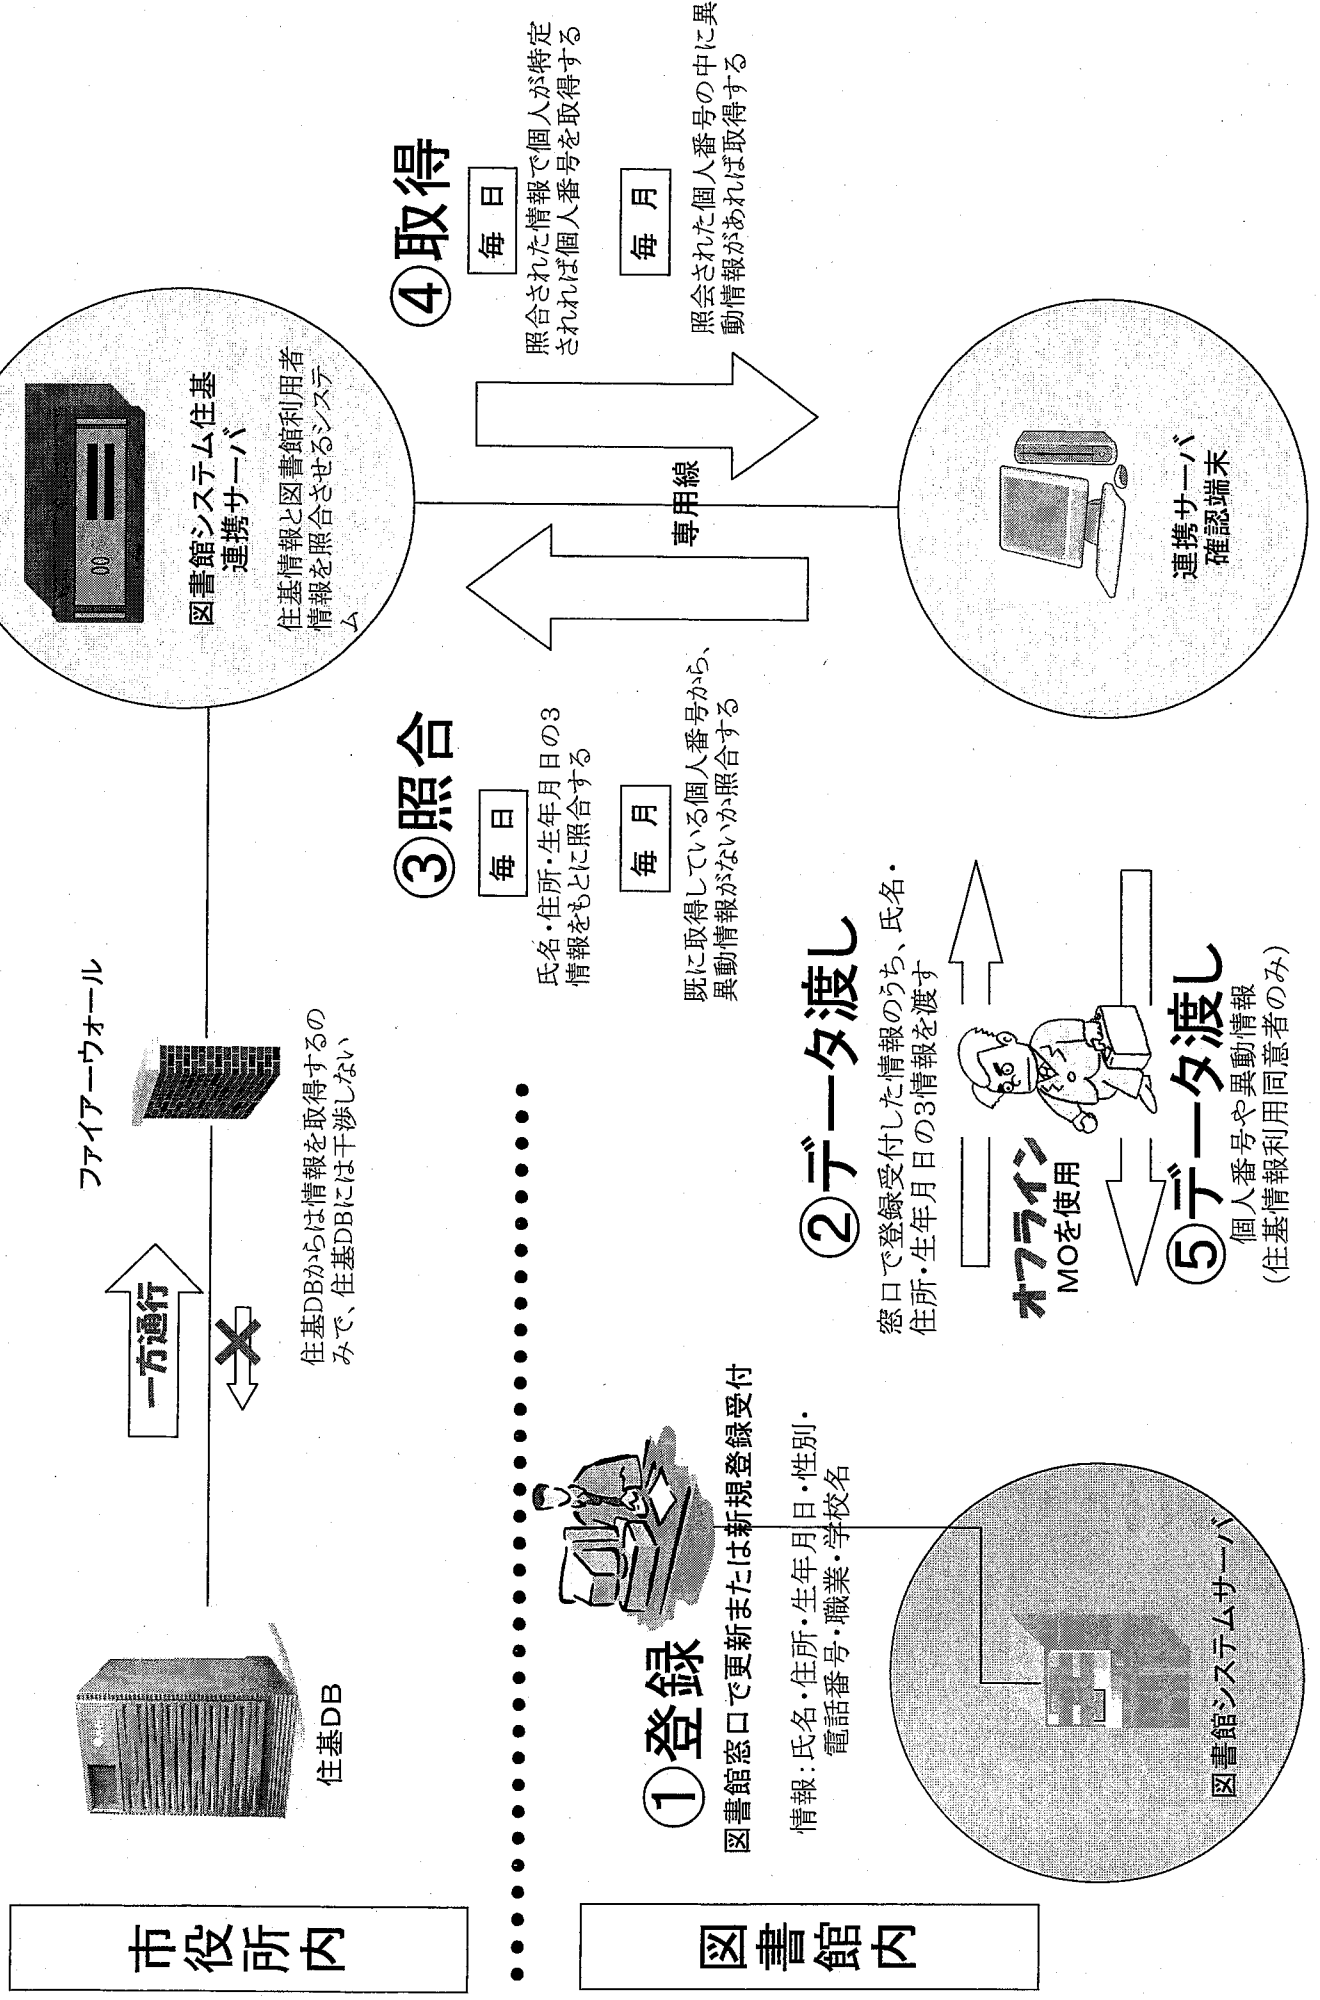 市役所内
住基DB
一方通行
ファイアーウォール
住基DBからは情報を取得するの
みで、住基DBには干渉しない
図書館システム住基
連携サーバ
住基情報と図書館利用者
情報を照合させるシステ
ム
図書館内
①登録
図書館窓口で更新または新規登録受付
情報：氏名・住所・生年月日・性別・
電話番号・職業・学校名
図書館システムサーバ
②データ渡し
窓口で登録受付した情報のうち、氏名・
住所・生年月日の3情報を渡す
オフライン
MOを使用
③照合
毎日
氏名・住所・生年月日の3
情報をもとに照合する
毎月
既に取得している個人番号から、
異動情報がないか照合する
専用線
④取得
毎日
照合された情報で個人が特定
されれば個人番号を取得する
毎月
照会された個人番号の中に異
動情報があれば取得する
連携サーバ
確認端末
⑤データ渡し
個人番号や異動情報
(住基情報利用同意者のみ)